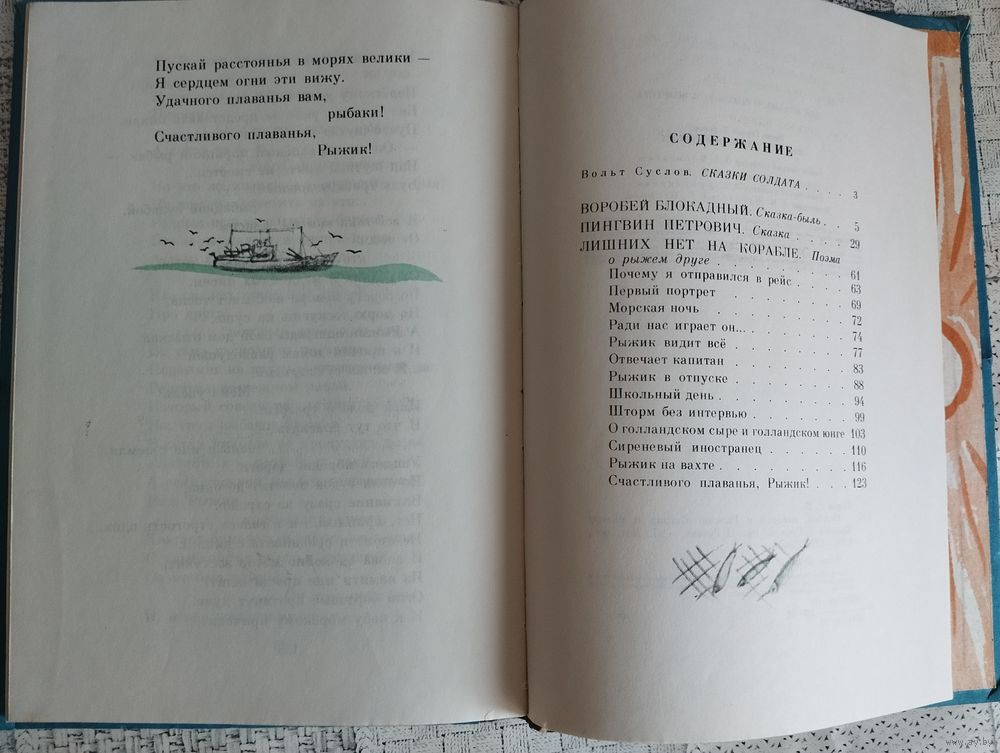 Пускай расстоянья в морях велики —
Я сердцем огни эти вижу.
Удачного плаванья вам,
рыбаки!
Счастливого плаванья,
Рыжик!
СОДЕРЖАНИЕ
Вольт Суслов. СКАЗКИ СОЛДАТА . . . . 3
ВОРОБЕЙ БЛОКАДНЫЙ. Сказка-быль . . 5
ПИНГВИН ПЕТРОВИЧ. Сказка . . . . 29
ЛИШНИХ НЕТ НА КОРАБЛЕ. Поэма
о рыжем друге . . . . . . . . 61
Почему я отправился в рейс . . . . 63
Первый портрет . . . . . . . 69
Морская ночь . . . . . . . . 72
Ради нас играет он... . . . . . . 74
Рыжик видит всё . . . . . . . 77
Отвечает капитан . . . . . . . 83
Рыжик в отпуске . . . . . . . 88
Школьный день . . . . . . . . 94
Шторм без интервью . . . . . . 99
О голландском сыре и голландском юнге 103
Сиреневый иностранец . . . . . 110
Рыжик на вахте . . . . . . . . 116
Счастливого плаванья, Рыжик! . . . 123
www.ay.by